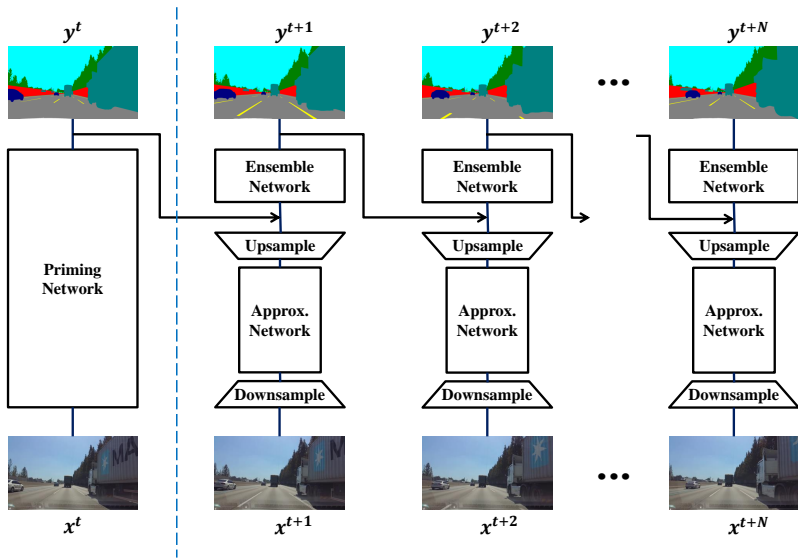 y^t
y^{t+1}
y^{t+2}
y^{t+N}
•••
Ensemble
Network
Ensemble
Network
Ensemble
Network
Upsample
Upsample
Upsample
Priming
Network
Approx.
Network
Approx.
Network
Approx.
Network
Downsample
Downsample
Downsample
MA
•••
x^t
x^{t+1}
x^{t+2}
x^{t+N}